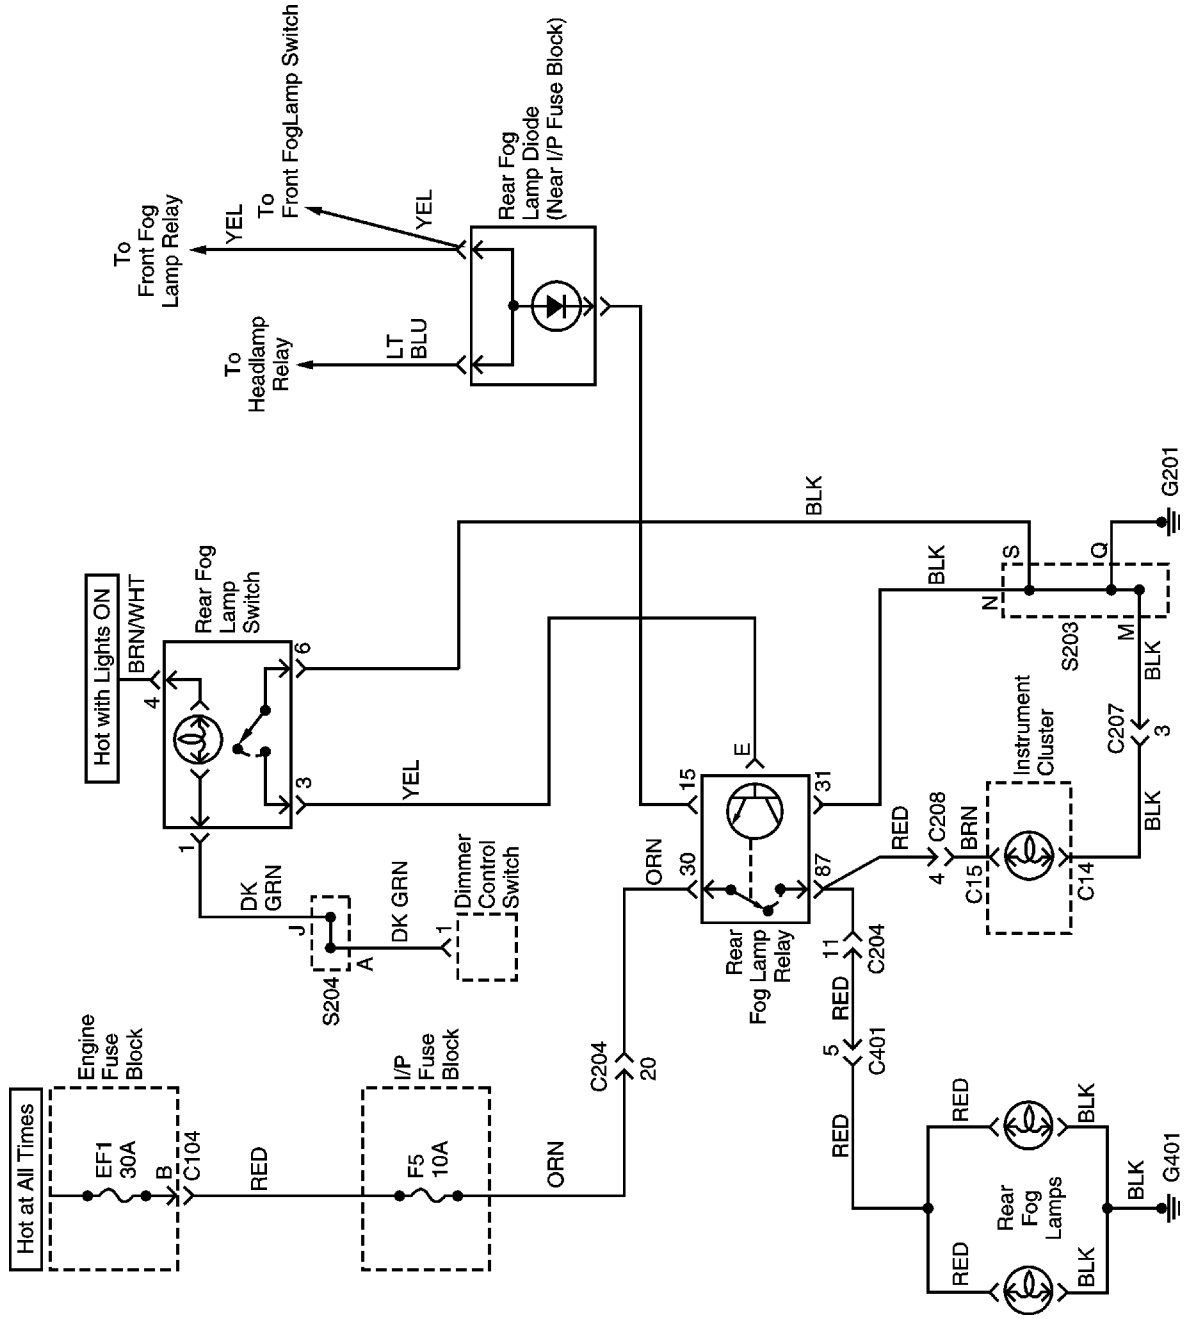 Hot at All Times
Engine
Fuse
Block
EF1
30A
B
C104
RED
I/P
Fuse
Block
F5
10A
ORN
C204
20
ORN
Hot with Lights ON
BRN/WHT
4
Rear Fog
Lamp
Switch
1
3
6
DK
GRN
J
S204
A
DK GRN
1
Dimmer
Control
Switch
YEL
BLK
To
Front Fog
Lamp Relay
YEL
To
Front FogLamp Switch
YEL
To
Headlamp
Relay
LT
BLU
Rear Fog
Lamp Diode
(Near I/P Fuse Block)
30
15
E
87
31
Rear
Fog Lamp
Relay
11
C204
RED
5
C401
RED
RED
RED
Rear
Fog
Lamps
BLK
BLK
BLK
G401
RED
4
C208
BRN
C15
Instrument
Cluster
C14
BLK
C207
3
BLK
BLK
N
S
S203
M
Q
G201